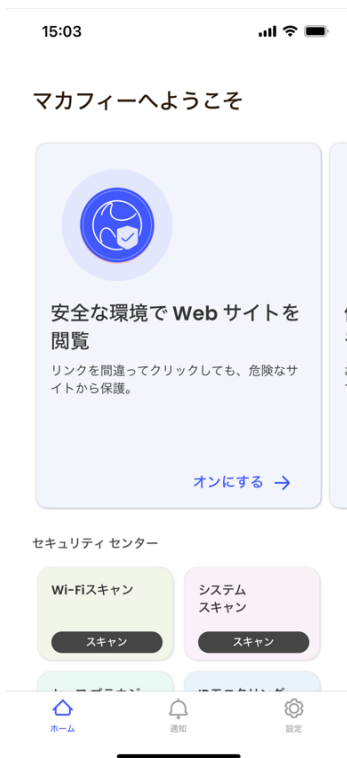 15:03
マカフィーへようこそ
安全な環境で Web サイトを
閲覧
リンクを間違ってクリックしても、危険なサ
イトから保護。
オンにする →
セキュリティ センター
Wi-Fiスキャン
システム
スキャン
スキャン
スキャン
ホーム
通知
設定